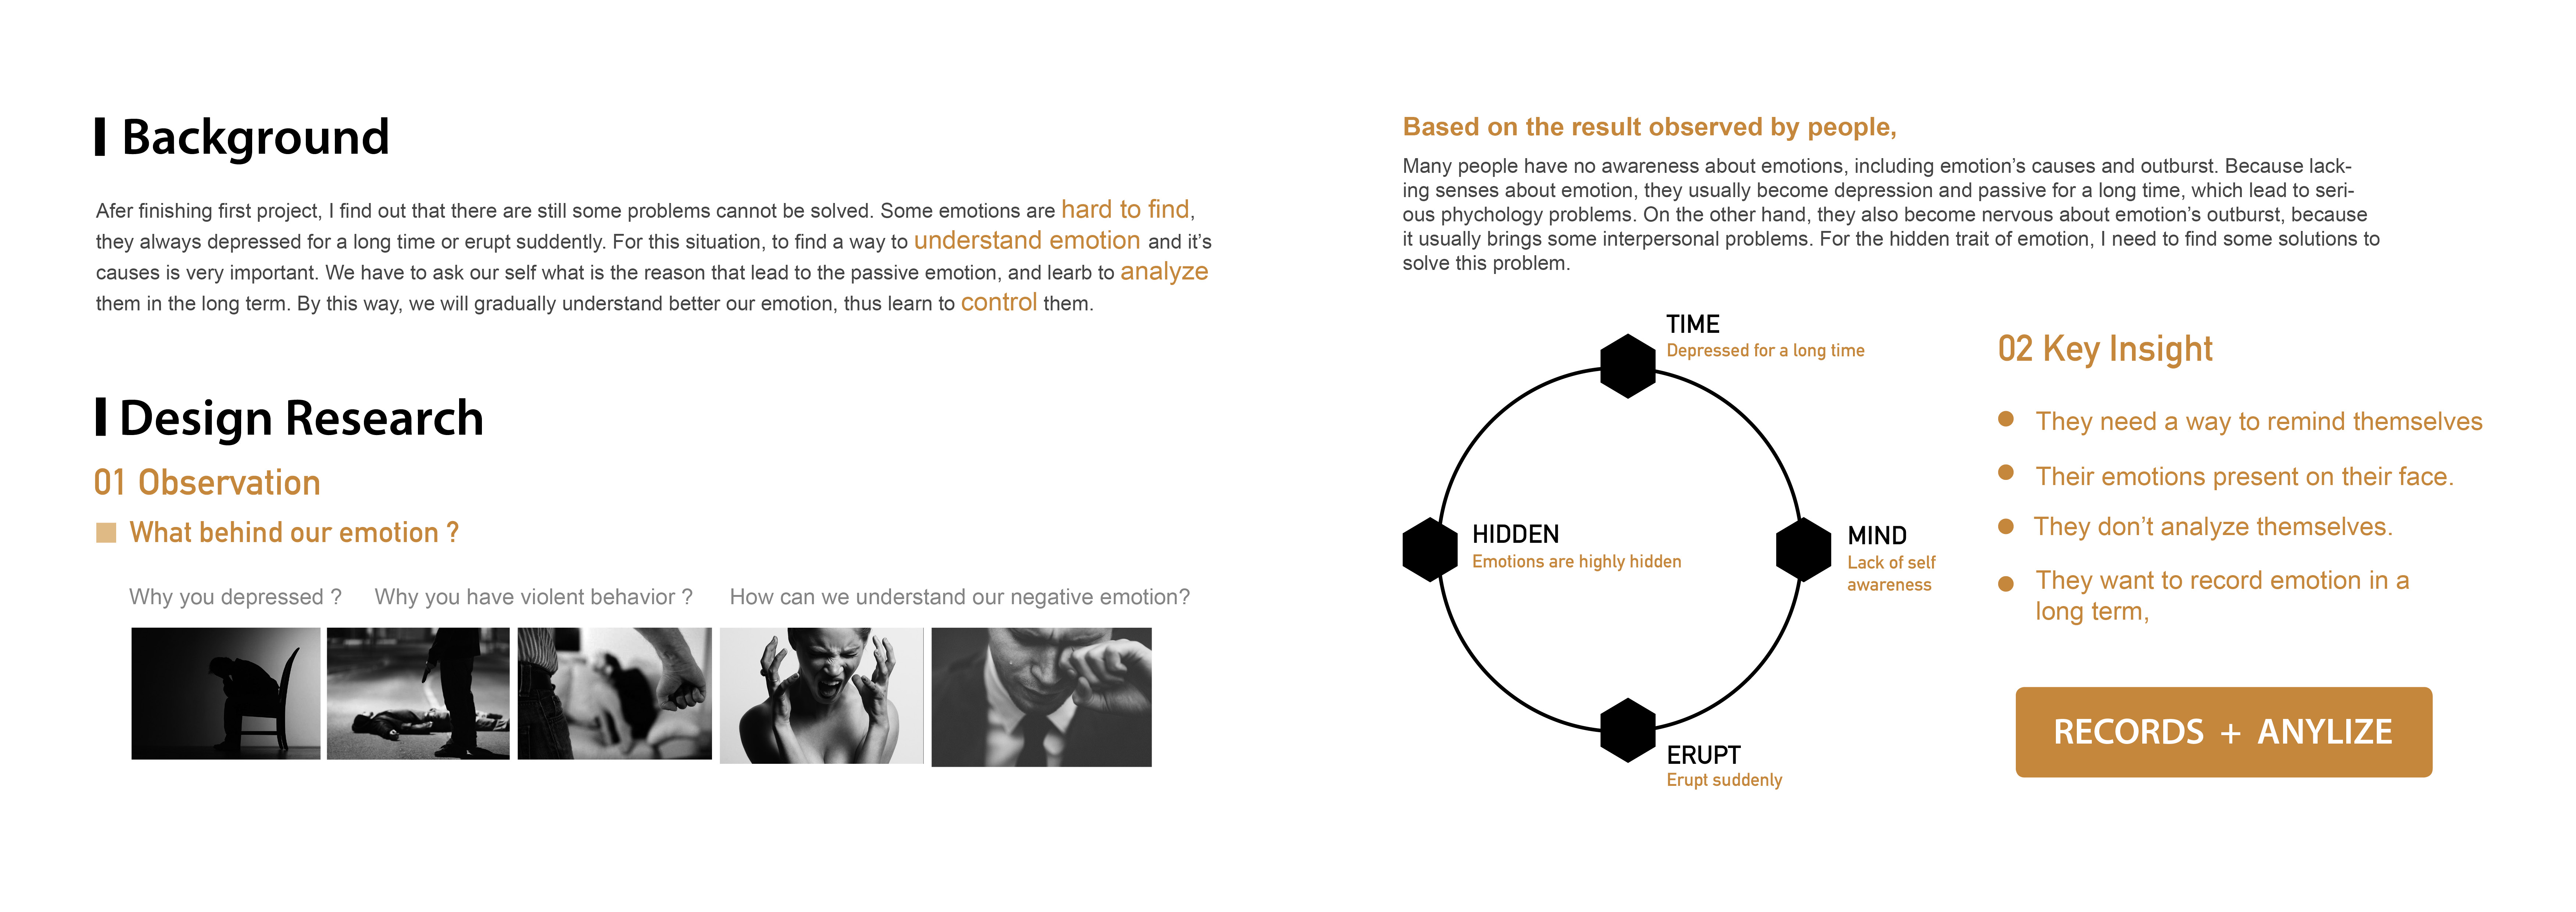 Background
Afer finishing first project, I find out that there are still some problems cannot be solved. Some emotions are hard to find,
they always depressed for a long time or erupt suddently. For this situation, to find a way to understand emotion and it's
causes is very important. We have to ask our self what is the reason that lead to the passive emotion, and learb to analyze
them in the long term. By this way, we will gradually understand better our emotion, thus learn to control them.
Design Research
01 Observation
What behind our emotion ?
Why you depressed ?
Why you have violent behavior ?
How can we understand our negative emotion?
Based on the result observed by people,
Many people have no awareness about emotions, including emotion's causes and outburst. Because lack-
ing senses about emotion, they usually become depression and passive for a long time, which lead to seri-
ous phychology problems. On the other hand, they also become nervous about emotion's outburst, because
it usually brings some interpersonal problems. For the hidden trait of emotion, I need to find some solutions to
solve this problem.
TIME
Depressed for a long time
HIDDEN
Emotions are highly hidden
MIND
Lack of self
awareness
ERUPT
Erupt suddenly
02 Key Insight
They need a way to remind themselves
Their emotions present on their face.
They don't analyze themselves.
They want to record emotion in a
long term,
RECORDS + ANYLIZE